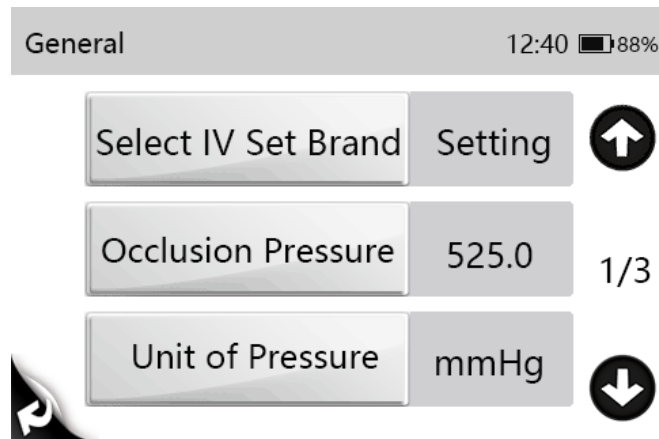 General 12:40 88%
Select IV Set Brand Setting
Occlusion Pressure 525.0
1/3
Unit of Pressure mmHg